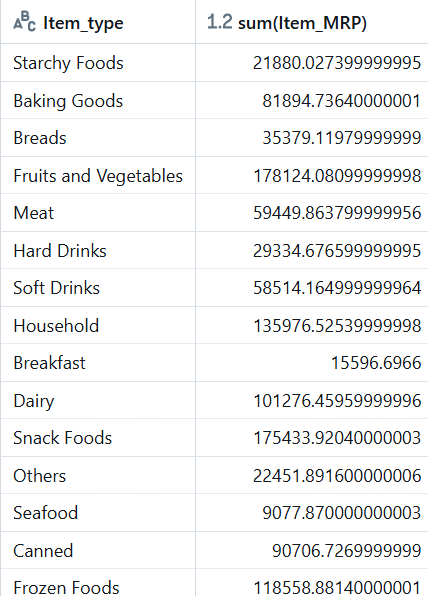 ABC Item_type 1.2 sum(Item_MRP)
Starchy Foods 21880.027399999995
Baking Goods 81894.73640000001
Breads 35379.11979999999
Fruits and Vegetables 178124.08099999998
Meat 59449.863799999956
Hard Drinks 29334.676599999995
Soft Drinks 58514.164999999964
Household 135976.52539999998
Breakfast 15596.6966
Dairy 101276.45959999996
Snack Foods 175433.92040000003
Others 22451.891600000006
Seafood 9077.870000000003
Canned 90706.7269999999
Frozen Foods 118558.88140000001